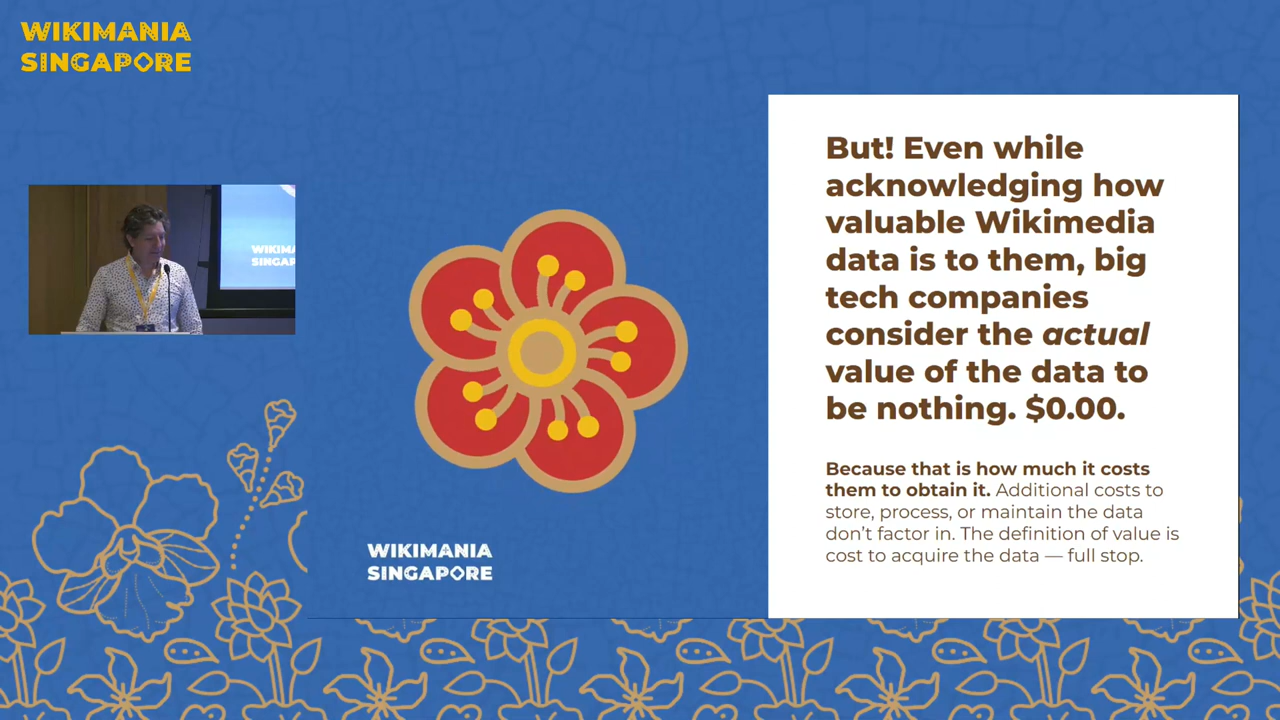 WIKIMANIA
SINGAPORE
WIKIMA
SINGAP
WIKIMANIA
SINGAPORE
But! Even while
acknowledging how
valuable Wikimedia
data is to them, big
tech companies
consider the actual
value of the data to
be nothing. $0.00.
Because that is how much it costs
them to obtain it. Additional costs to
store, process, or maintain the data
don’t factor in. The definition of value is
cost to acquire the data — full stop.